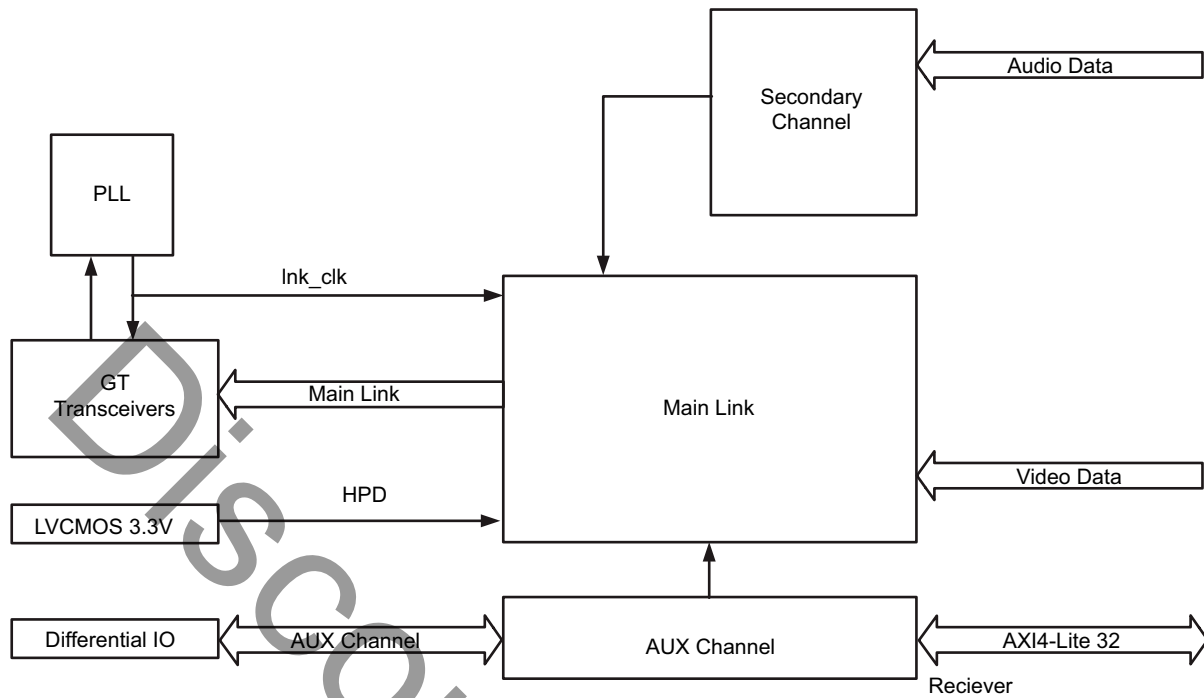 Audio Data
Secondary
Channel
PLL
lnk_clk
GT
Transceivers
Main Link
Main Link
Video Data
HPD
LVCMOS 3.3V
Differential IO
AUX Channel
AUX Channel
AXI4-Lite 32
Reciever
Disco